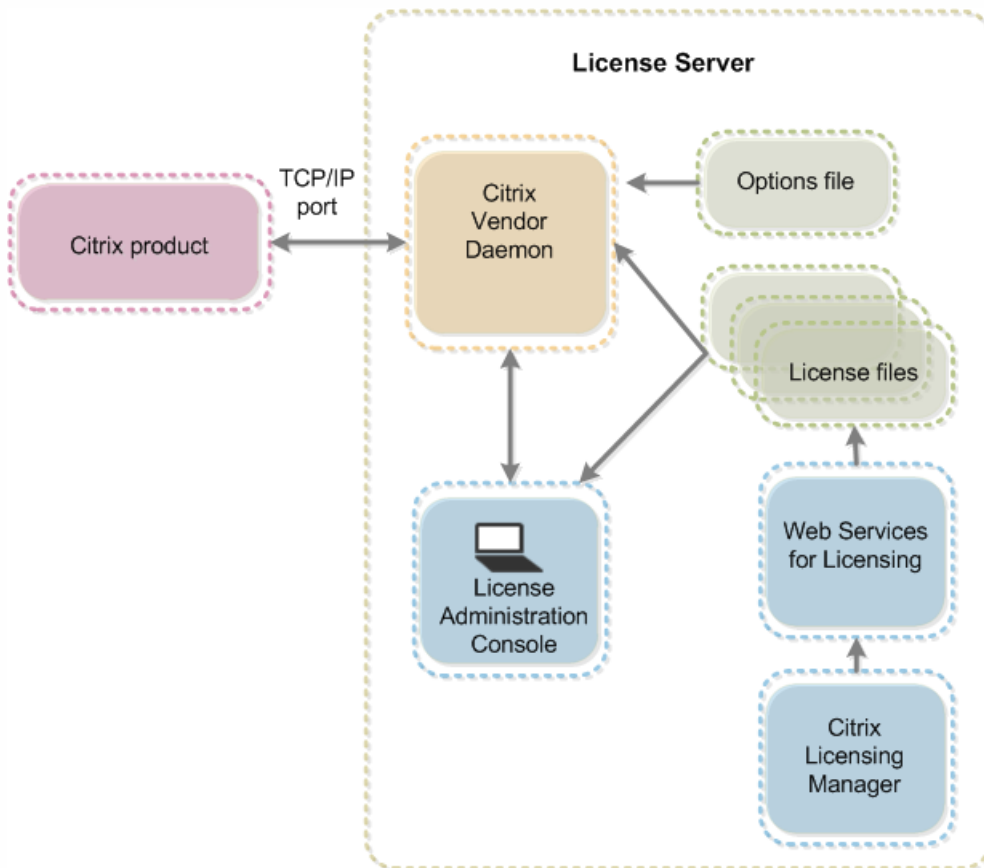 License Server
TCP/IP
port
Citrix product
Citrix
Vendor
Daemon
Options file
License files
License
Administration
Console
Web Services
for Licensing
Citrix
Licensing
Manager